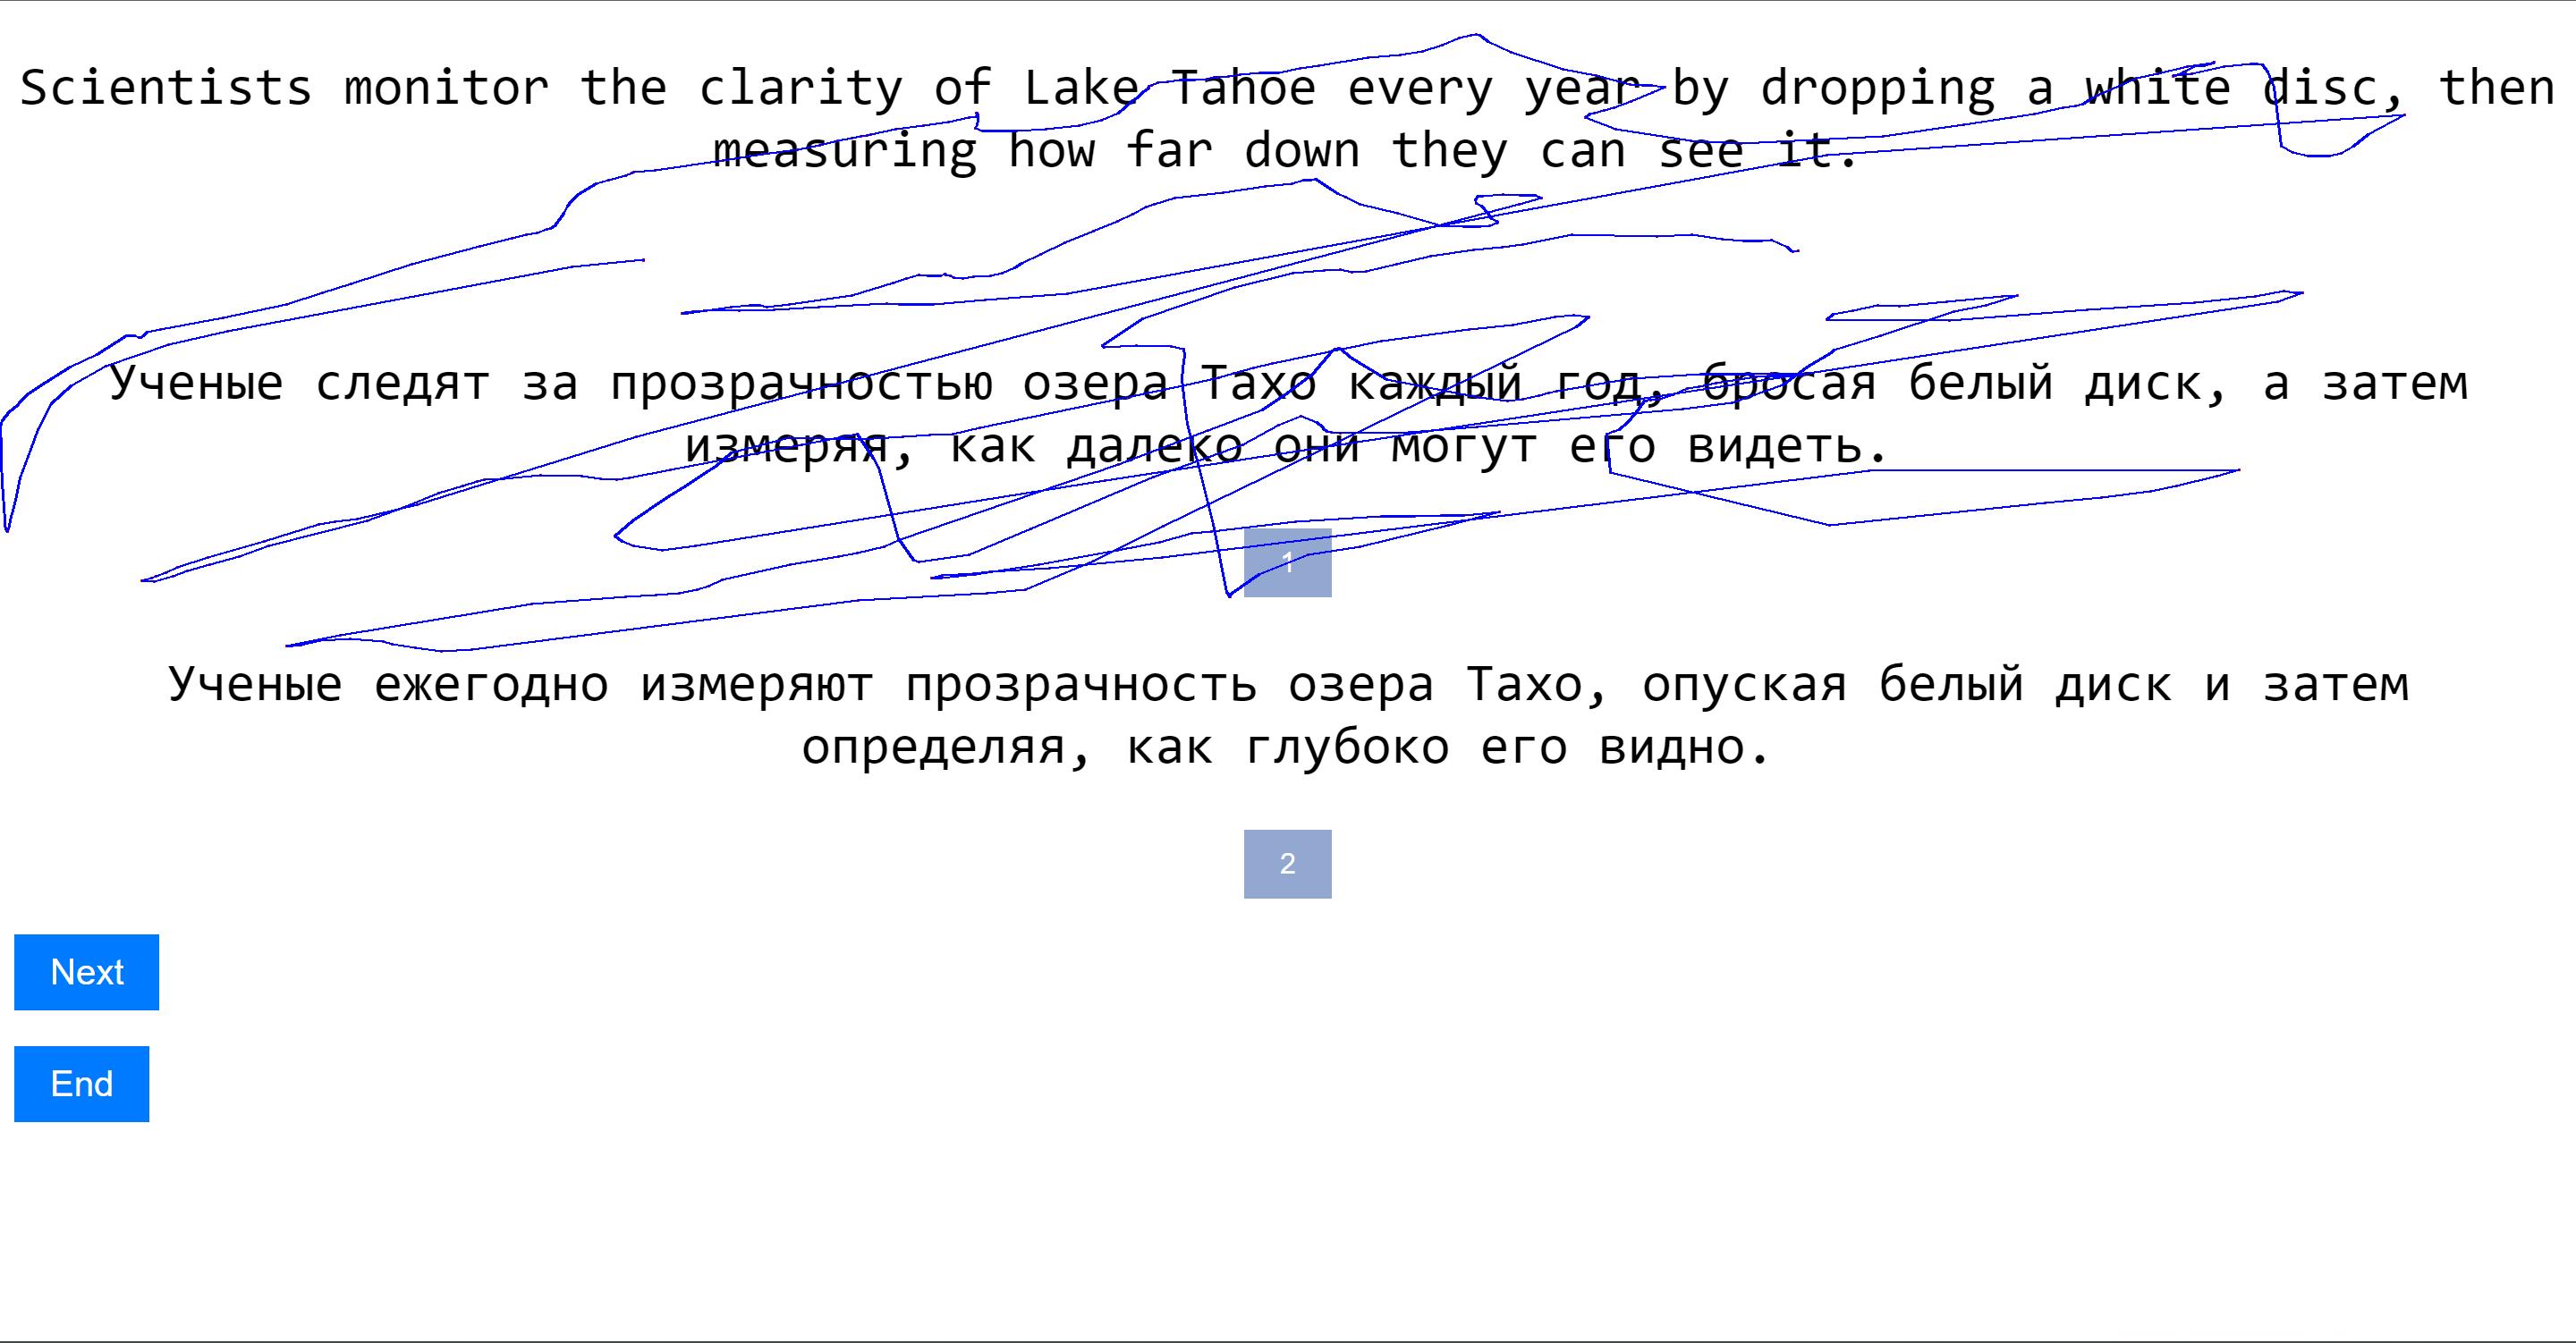 Scientists monitor the clarity of Lake Tahoe every year by dropping a white disc, then
measuring how far down they can see it.
Ученые следят за прозрачностью озера Тахо каждый год, бросая белый диск, а затем
измеряя, как далеко они могут его видеть.
1
Ученые ежегодно измеряют прозрачность озера Тахо, опуская белый диск и затем
определяя, как глубоко его видно.
2
Next
End